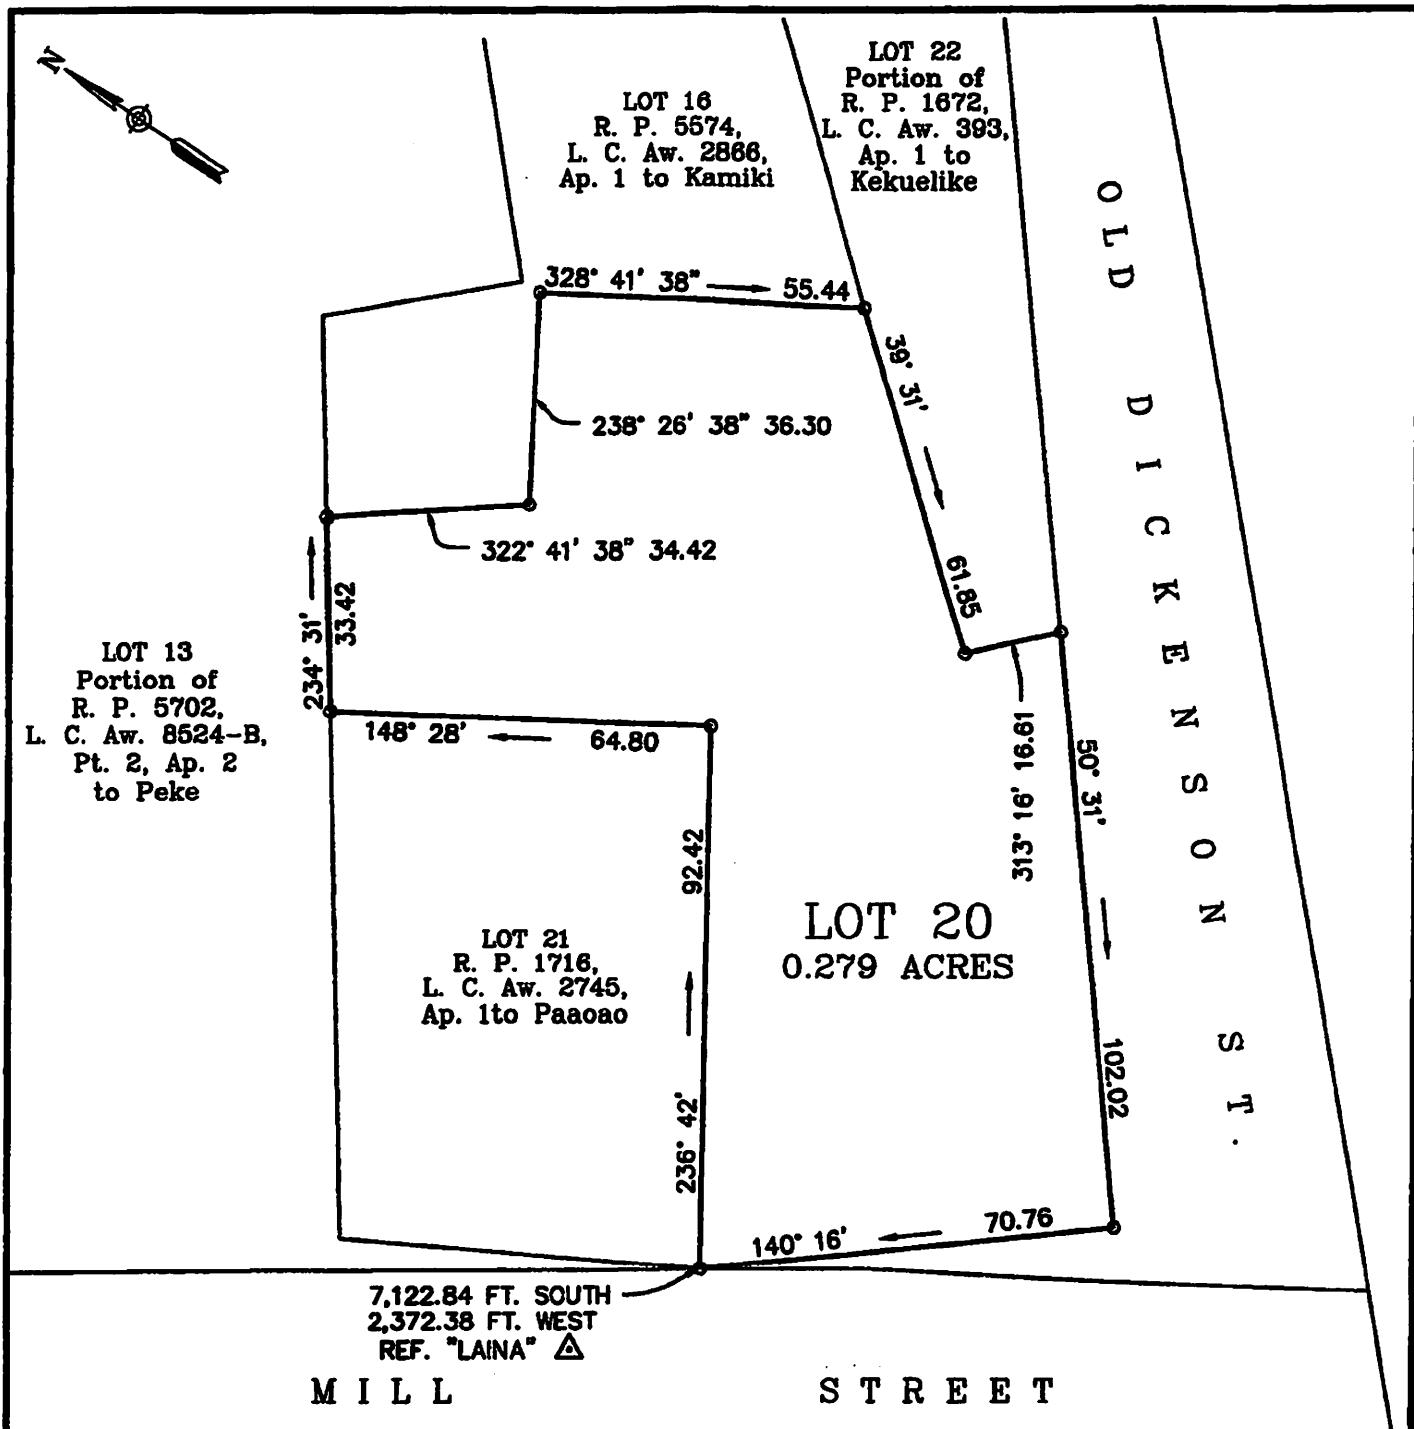 N
LOT 16
R. P. 5574,
L. C. Aw. 2866,
Ap. 1 to Kamiki
LOT 22
Portion of
R. P. 1672,
L. C. Aw. 393,
Ap. 1 to
Kekuelike
OLD DICKENSON ST.
328° 41' 38" 55.44
39° 31' 61.85
238° 26' 38" 36.30
322° 41' 38" 34.42
234° 31'
33.42
LOT 13
Portion of
R. P. 5702,
L. C. Aw. 8524-B,
Pt. 2, Ap. 2
to Peke
148° 28' 64.80
313° 16' 16.61
50° 31' 102.02
236° 42' 92.42
LOT 20
0.279 ACRES
LOT 21
R. P. 1716,
L. C. Aw. 2745,
Ap. 1to Paaoao
140° 16' 70.76
7,122.84 FT. SOUTH
2,372.38 FT. WEST
REF. "LAINA"
MILL STREET